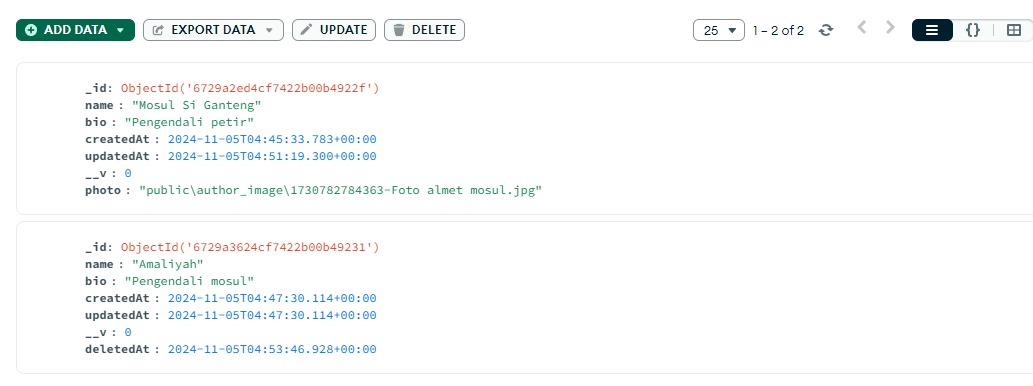 ADD DATA EXPORT DATA UPDATE DELETE 25 1 – 2 of 2 {}
_id: ObjectId('6729a2ed4cf7422b00b4922f')
name : "Mosul Si Ganteng"
bio : "Pengendali petir"
createdAt : 2024-11-05T04:45:33.783+00:00
updatedAt : 2024-11-05T04:51:19.300+00:00
__v : 0
photo : "public\author_image\1730782784363-Foto almet mosul.jpg"
_id: ObjectId('6729a3624cf7422b00b49231')
name : "Amaliyah"
bio : "Pengendali mosul"
createdAt : 2024-11-05T04:47:30.114+00:00
updatedAt : 2024-11-05T04:47:30.114+00:00
__v : 0
deletedAt : 2024-11-05T04:53:46.928+00:00